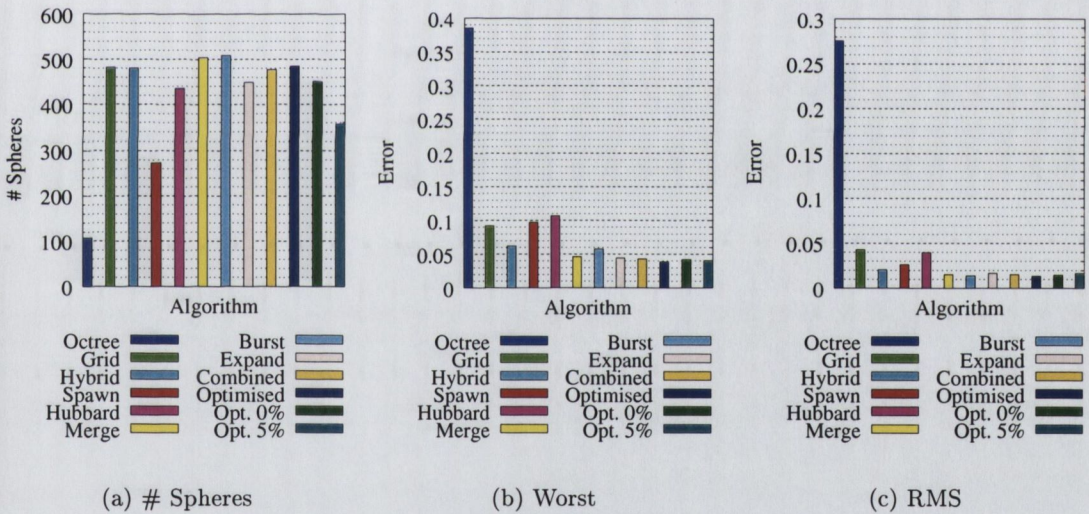 600
500
400
300
200
100
0
# Spheres
Algorithm
Octree
Grid
Hybrid
Spawn
Hubbard
Merge
Burst
Expand
Combined
Optimised
Opt. 0%
Opt. 5%
(a) # Spheres
0.4
0.35
0.3
0.25
0.2
0.15
0.1
0.05
0
Error
Algorithm
Octree
Grid
Hybrid
Spawn
Hubbard
Merge
Burst
Expand
Combined
Optimised
Opt. 0%
Opt. 5%
(b) Worst
0.3
0.25
0.2
0.15
0.1
0.05
0
Error
Algorithm
Octree
Grid
Hybrid
Spawn
Hubbard
Merge
Burst
Expand
Combined
Optimised
Opt. 0%
Opt. 5%
(c) RMS